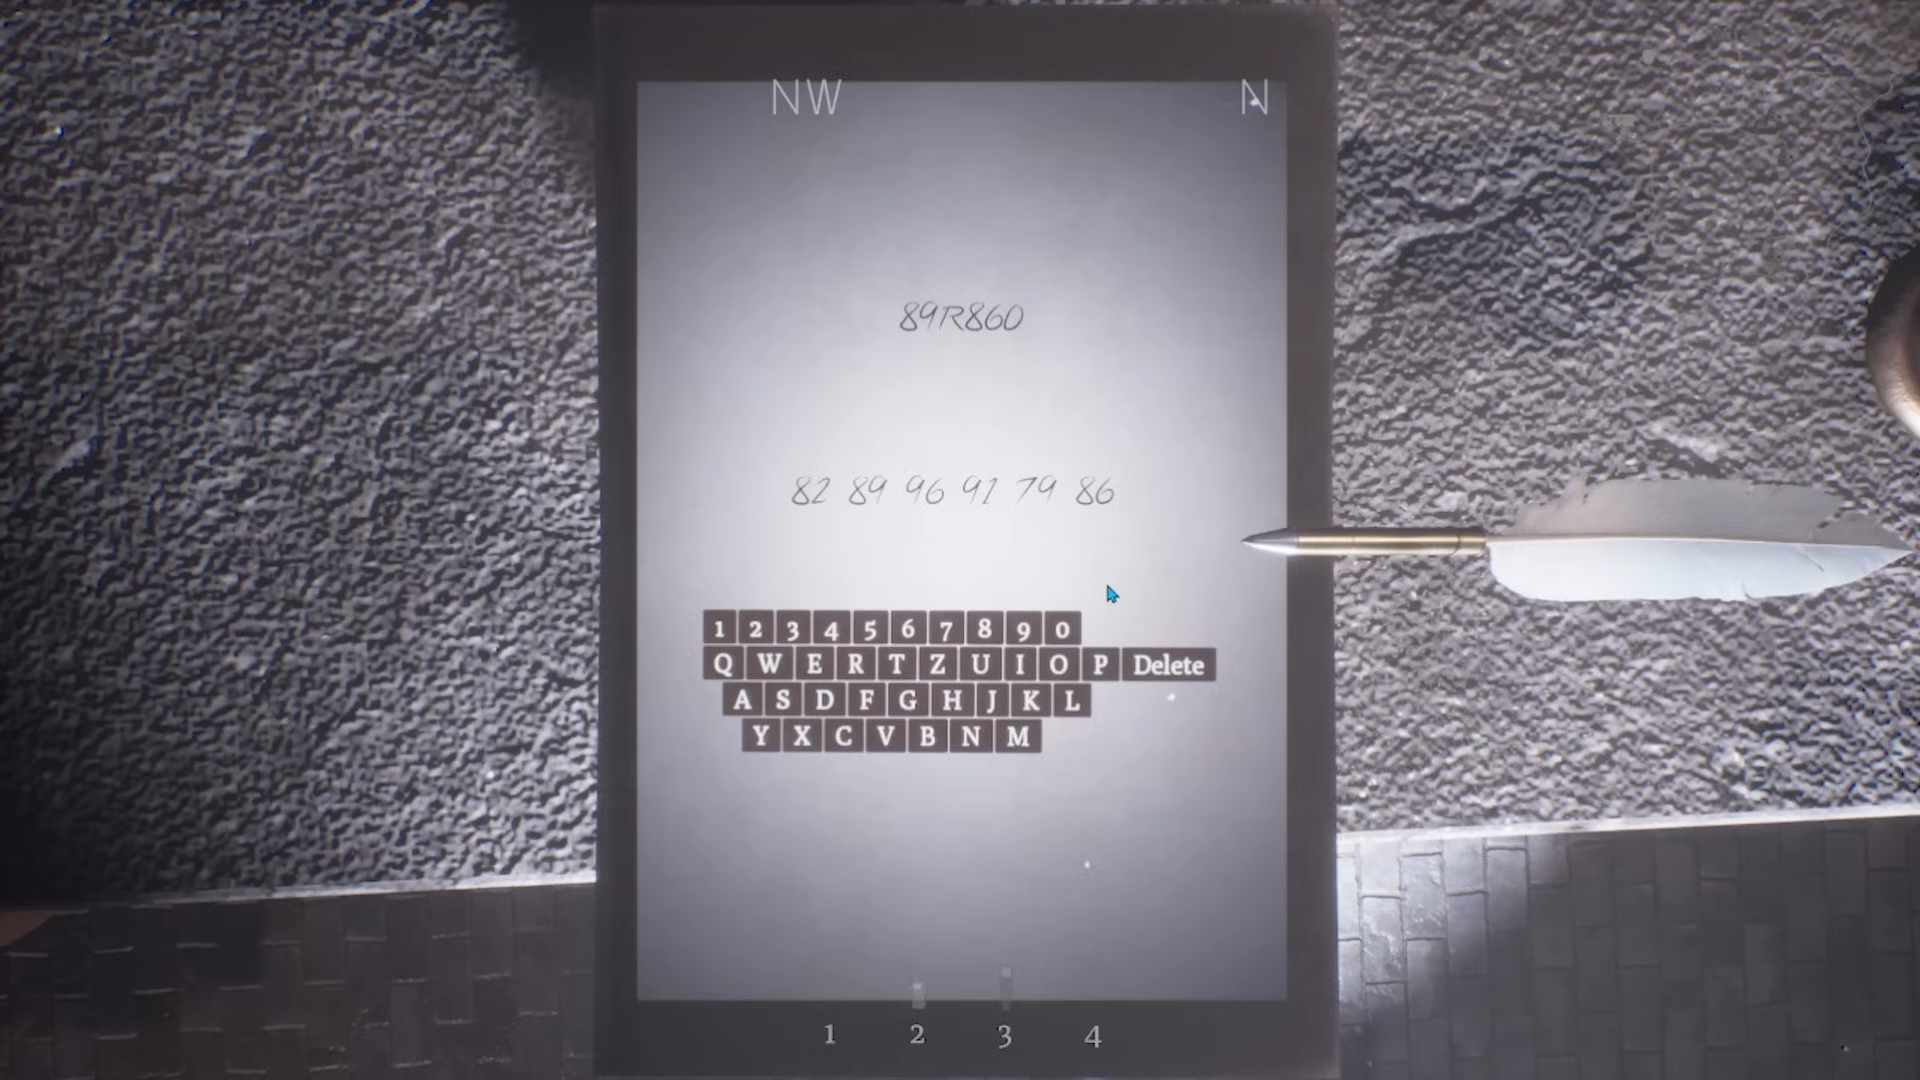 NW N
89R860
82 89 96 91 79 86
1 2 3 4 5 6 7 8 9 0
Q W E R T Z U I O P Delete
A S D F G H J K L
Y X C V B N M
1 2 3 4